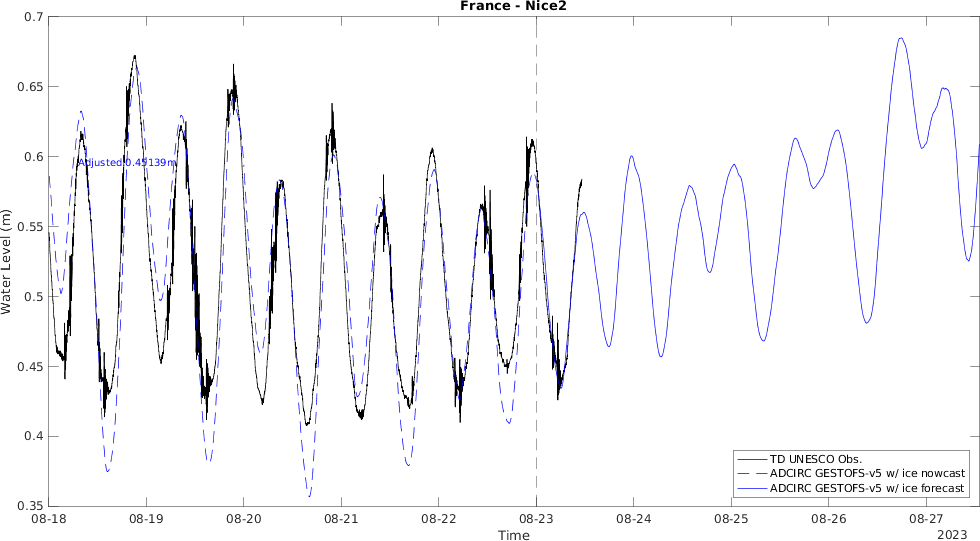 France - Nice2
0.7
0.65
0.6
0.55
0.5
0.45
0.4
0.35
Water Level (m)
Adjusted 0.45139m
08-18 08-19 08-20 08-21 08-22 08-23 08-24 08-25 08-26 08-27
Time
2023
TD UNESCO Obs.
ADCIRC GESTOFS-v5 w/ ice nowcast
ADCIRC GESTOFS-v5 w/ ice forecast